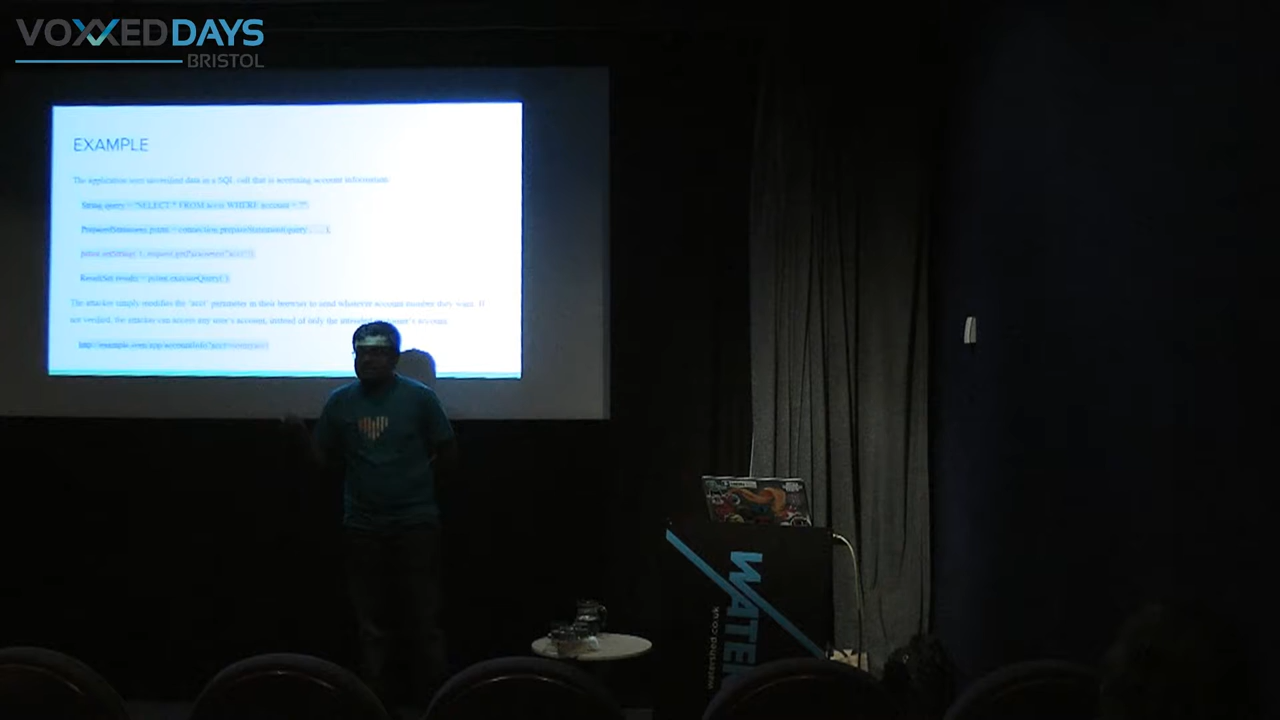 VOXXEDDAYS
BRISTOL
EXAMPLE
The application uses unverified data in a SQL call that is accessing account information:
String query = "SELECT * FROM accts WHERE account = ?";
PreparedStatement pstmt = connection.prepareStatement(query , … );
pstmt.setString( 1, request.getParameter("acct"));
ResultSet results = pstmt.executeQuery( );
The attacker simply modifies the 'acct' parameter in their browser to send whatever account number they want. If
not verified, the attacker can access any user's account, instead of only the intended customer's account.
http://example.com/app/accountInfo?acct=notmyacct
WATER
watershed.co.uk